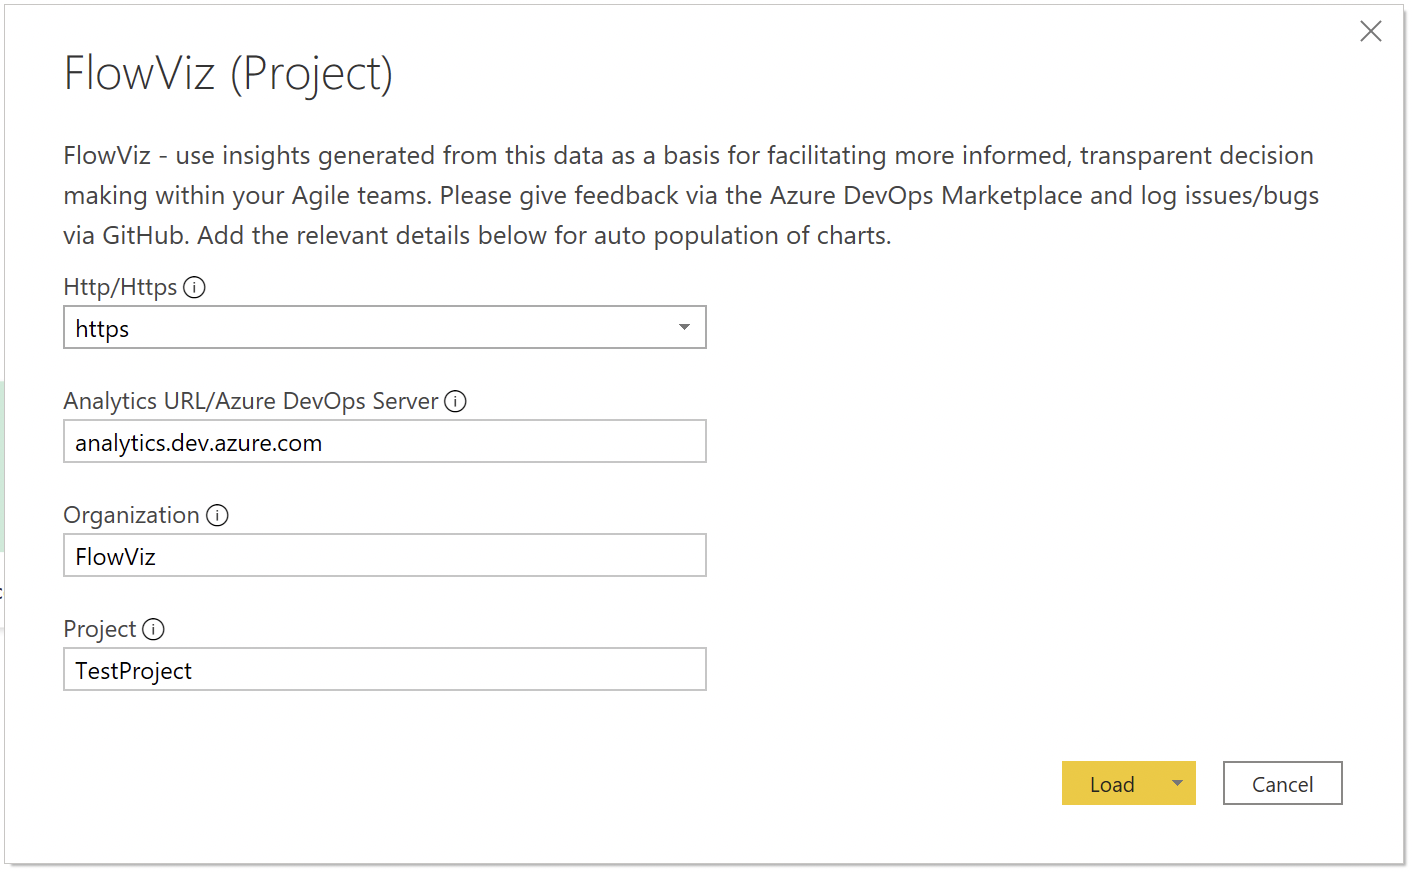 FlowViz (Project)
FlowViz - use insights generated from this data as a basis for facilitating more informed, transparent decision
making within your Agile teams. Please give feedback via the Azure DevOps Marketplace and log issues/bugs
via GitHub. Add the relevant details below for auto population of charts.
Http/Https
https
Analytics URL/Azure DevOps Server
analytics.dev.azure.com
Organization
FlowViz
Project
TestProject
Load
Cancel